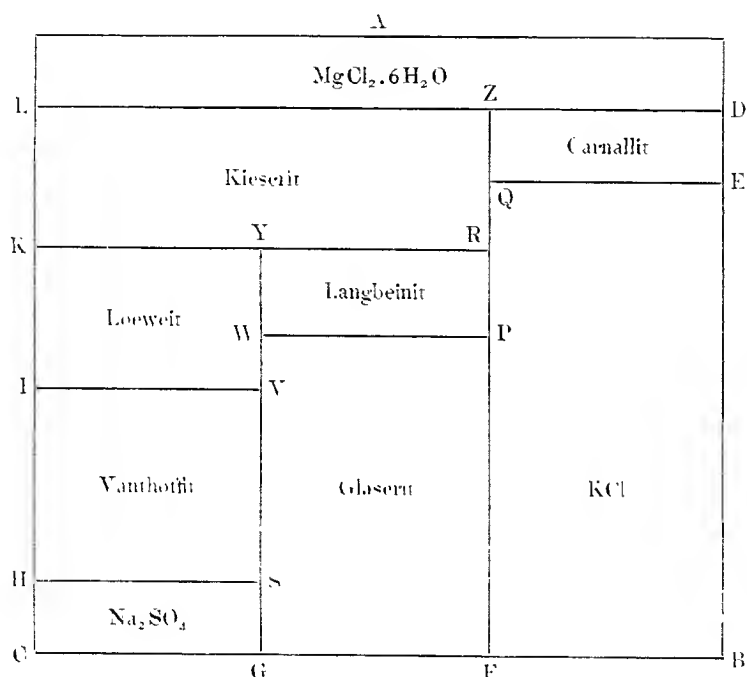 A
MgCl₂.6H₂O
L Z D
Carnallit
Kieserit
Q E
K Y R
Langbeinit
Loeweit
W P
I V
Vanthoffit Glaserit KCl
H S
Na₂SO₄
C G F B